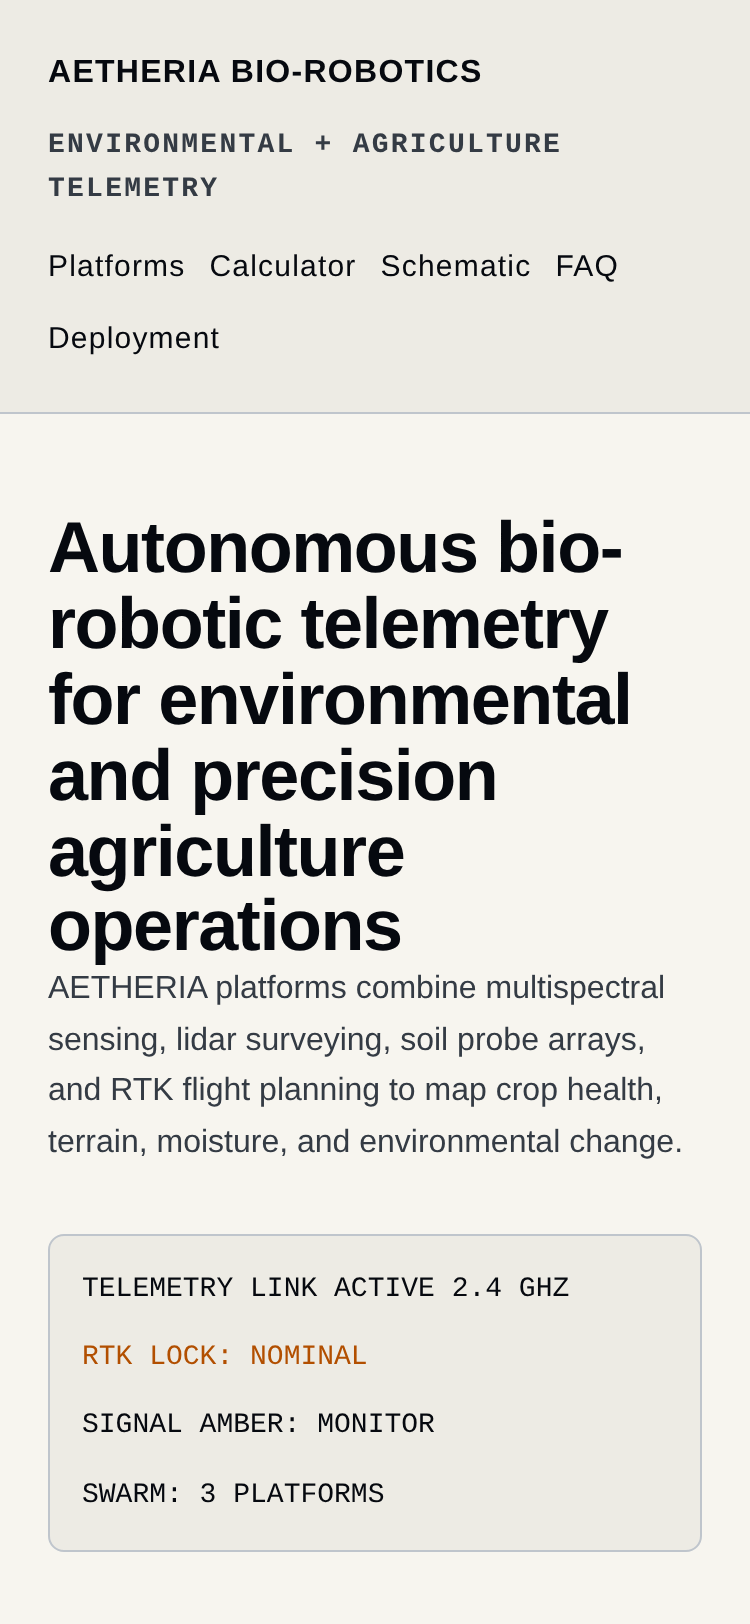 AETHERIA BIO-ROBOTICS
ENVIRONMENTAL + AGRICULTURE
TELEMETRY
Platforms Calculator Schematic FAQ
Deployment
Autonomous bio-
robotic telemetry
for environmental
and precision
agriculture
operations
AETHERIA platforms combine multispectral
sensing, lidar surveying, soil probe arrays,
and RTK flight planning to map crop health,
terrain, moisture, and environmental change.
TELEMETRY LINK ACTIVE 2.4 GHZ
RTK LOCK: NOMINAL
SIGNAL AMBER: MONITOR
SWARM: 3 PLATFORMS